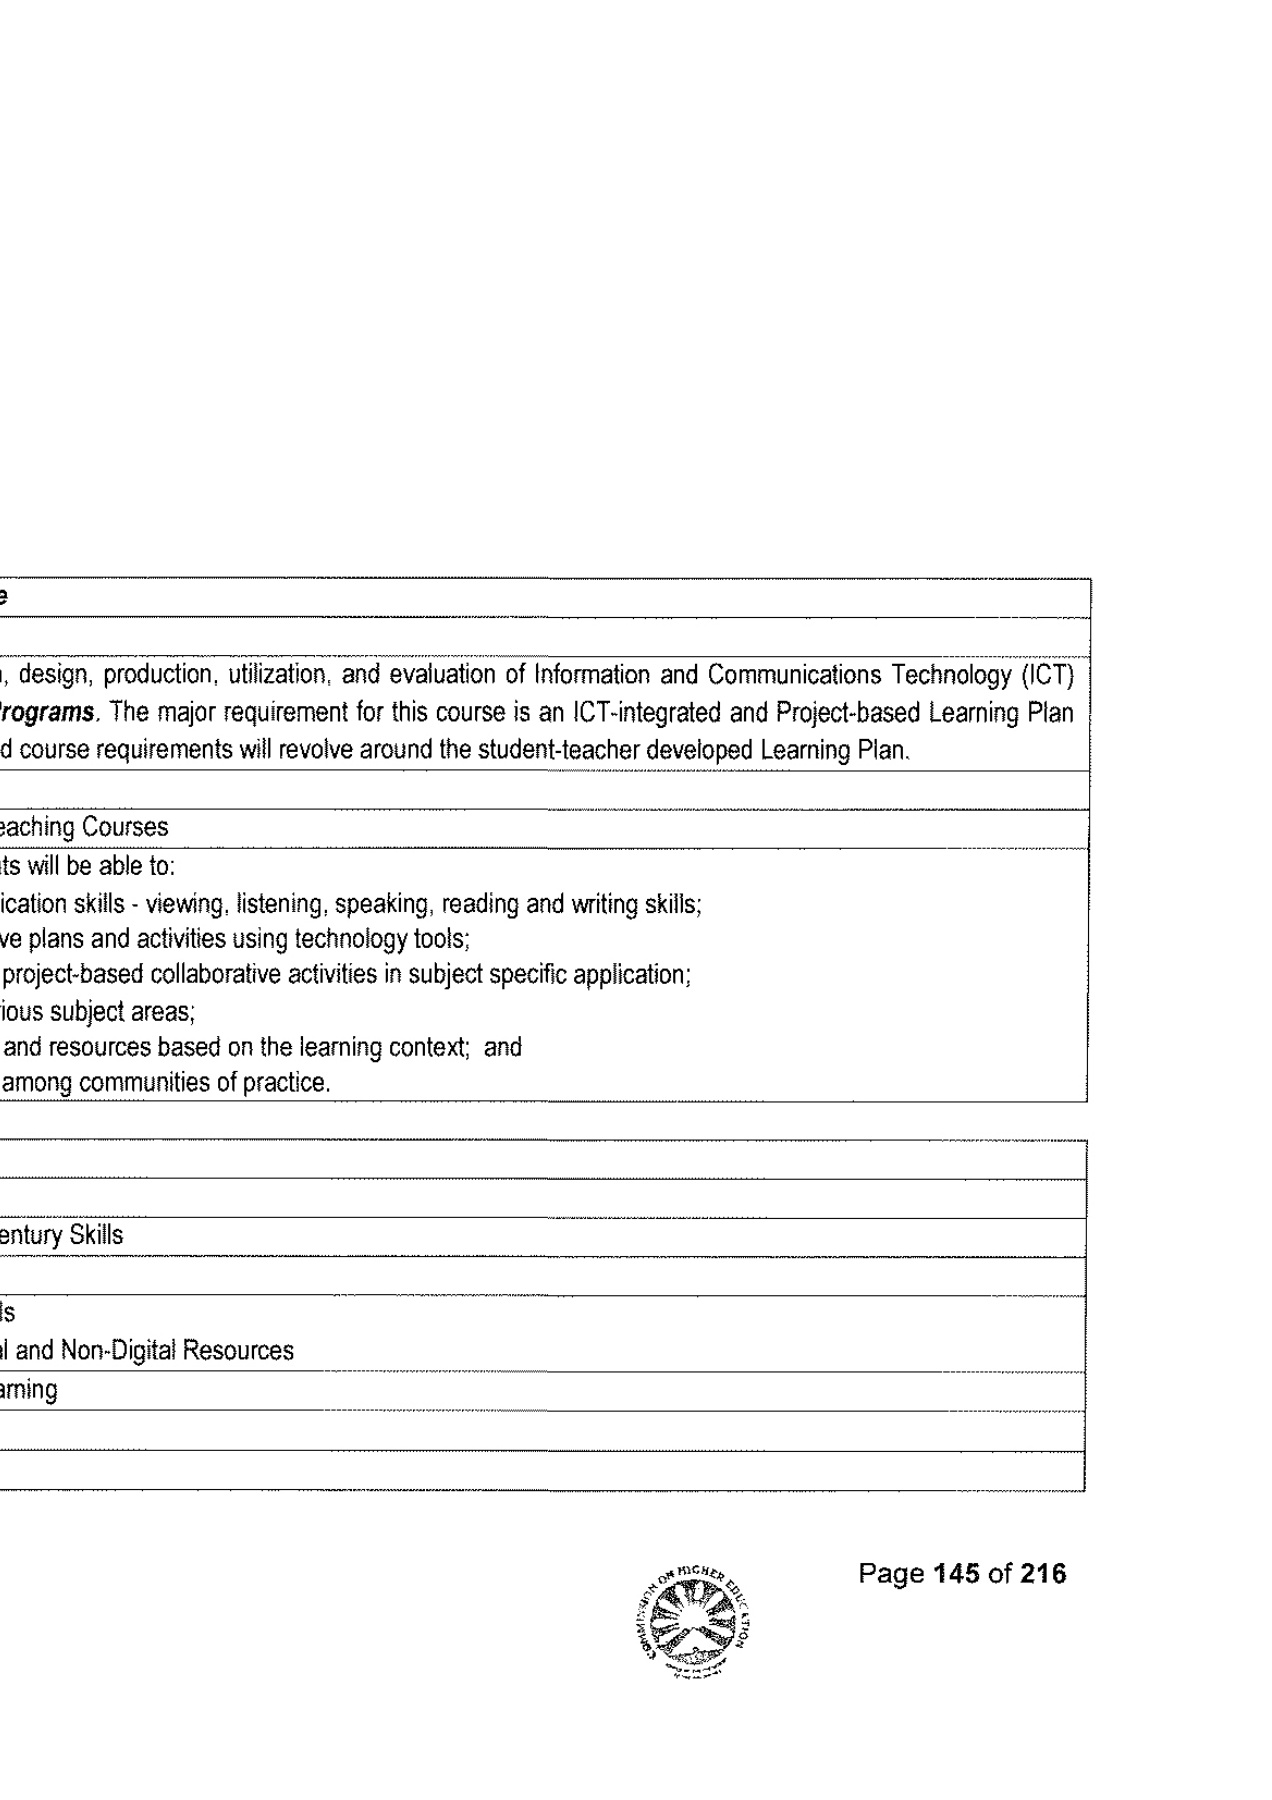 e
, design, production, utilization, and evaluation of Information and Communications Technology (ICT)
rograms. The major requirement for this course is an ICT-integrated and Project-based Learning Plan
d course requirements will revolve around the student-teacher developed Learning Plan.
eaching Courses
ts will be able to:
ication skills - viewing, listening, speaking, reading and writing skills;
ve plans and activities using technology tools;
project-based collaborative activities in subject specific application;
ious subject areas;
and resources based on the learning context; and
among communities of practice.
entury Skills
ls
l and Non-Digital Resources
arning
Page 145 of 216
COMMISSION ON HIGHER EDUCATION